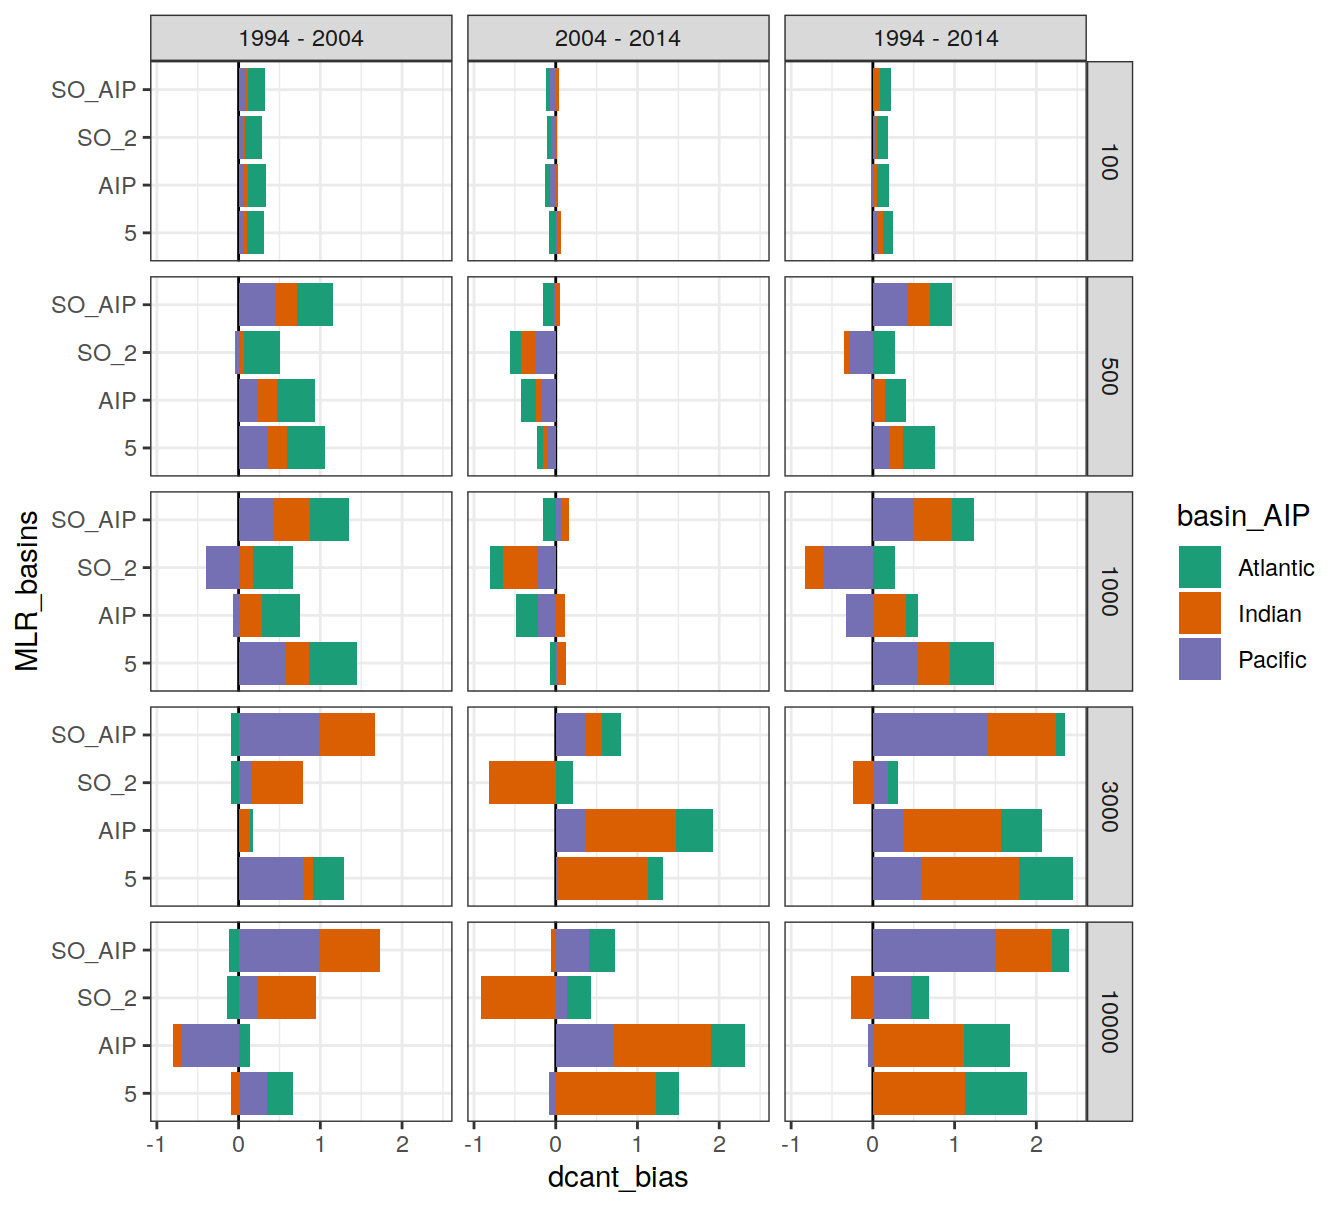 1994 - 2004
2004 - 2014
1994 - 2014
SO_AIP
SO_2
AIP
5
100
SO_AIP
SO_2
AIP
5
500
SO_AIP
SO_2
AIP
5
1000
SO_AIP
SO_2
AIP
5
3000
SO_AIP
SO_2
AIP
5
10000
-1 0 1 2
-1 0 1 2
-1 0 1 2
dcant_bias
MLR_basins
basin_AIP
Atlantic
Indian
Pacific